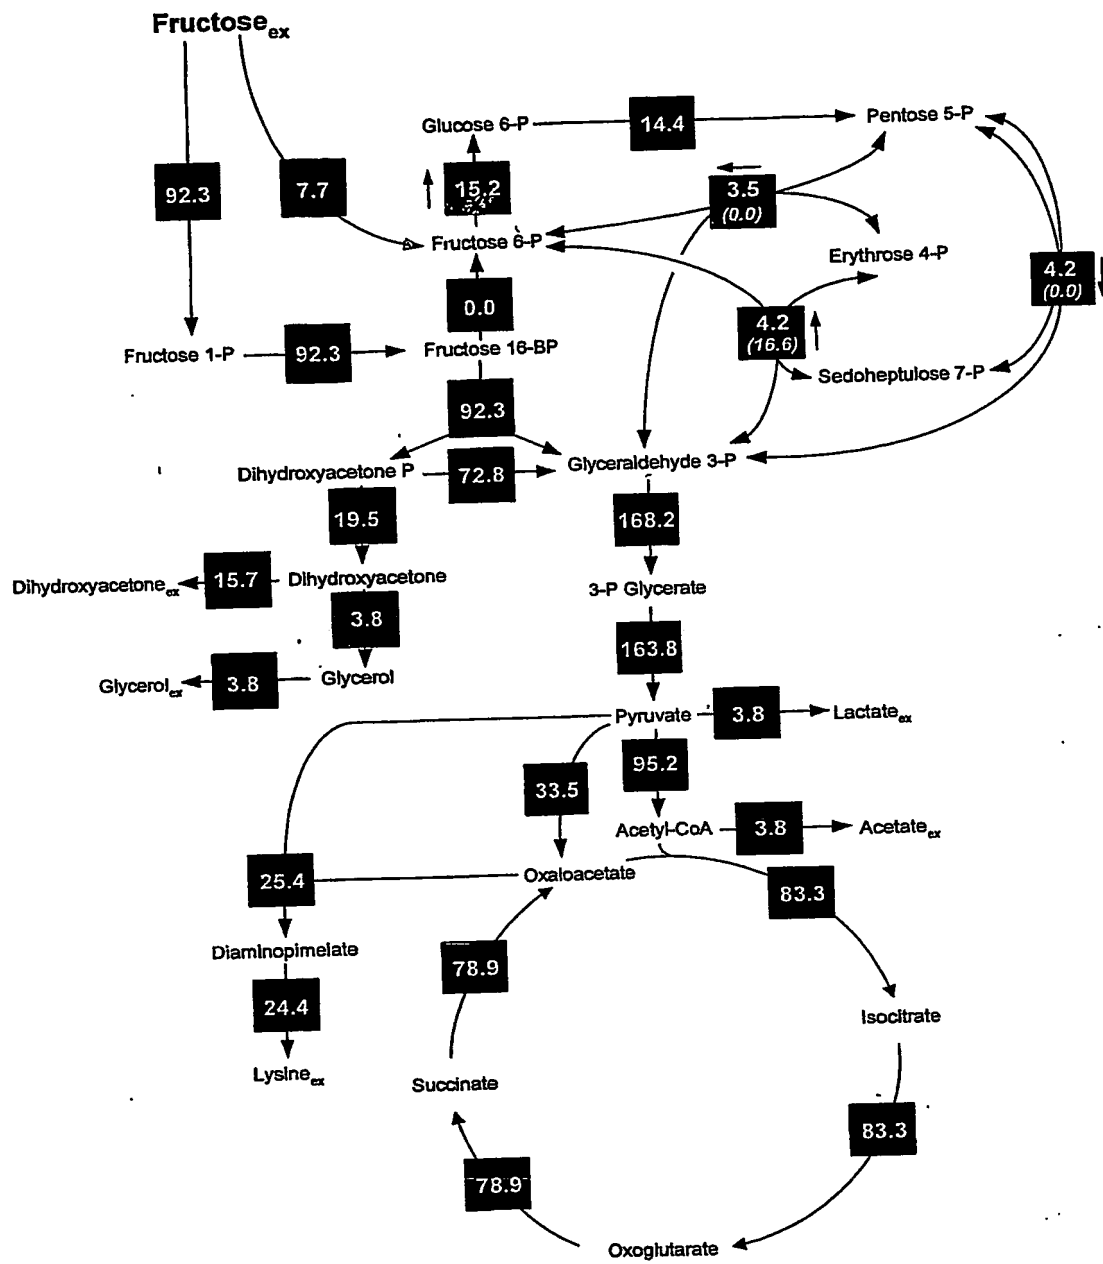 Fructose ex
92.3
7.7
Glucose 6-P
14.4
Pentose 5-P
15.2
3.5
(0.0)
Fructose 6-P
Erythrose 4-P
4.2
(0.0)
0.0
4.2
(16.6)
Fructose 1-P
92.3
Fructose 16-BP
Sedoheptulose 7-P
92.3
Dihydroxyacetone P
72.8
Glyceraldehyde 3-P
19.5
168.2
Dihydroxyacetone ex
15.7
Dihydroxyacetone
3-P Glycerate
3.8
163.8
Glycerol ex
3.8
Glycerol
Pyruvate
3.8
Lactate ex
95.2
33.5
Acetyl-CoA
3.8
Acetate ex
25.4
Oxaloacetate
83.3
Diaminopimelate
78.9
24.4
Isocitrate
Lysine ex
Succinate
83.3
78.9
Oxoglutarate